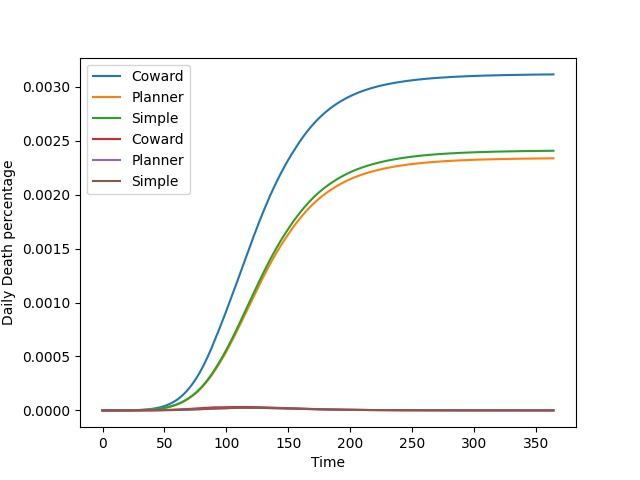 Coward
Planner
Simple
Coward
Planner
Simple
Daily Death percentage
0.0030
0.0025
0.0020
0.0015
0.0010
0.0005
0.0000
0 50 100 150 200 250 300 350
Time